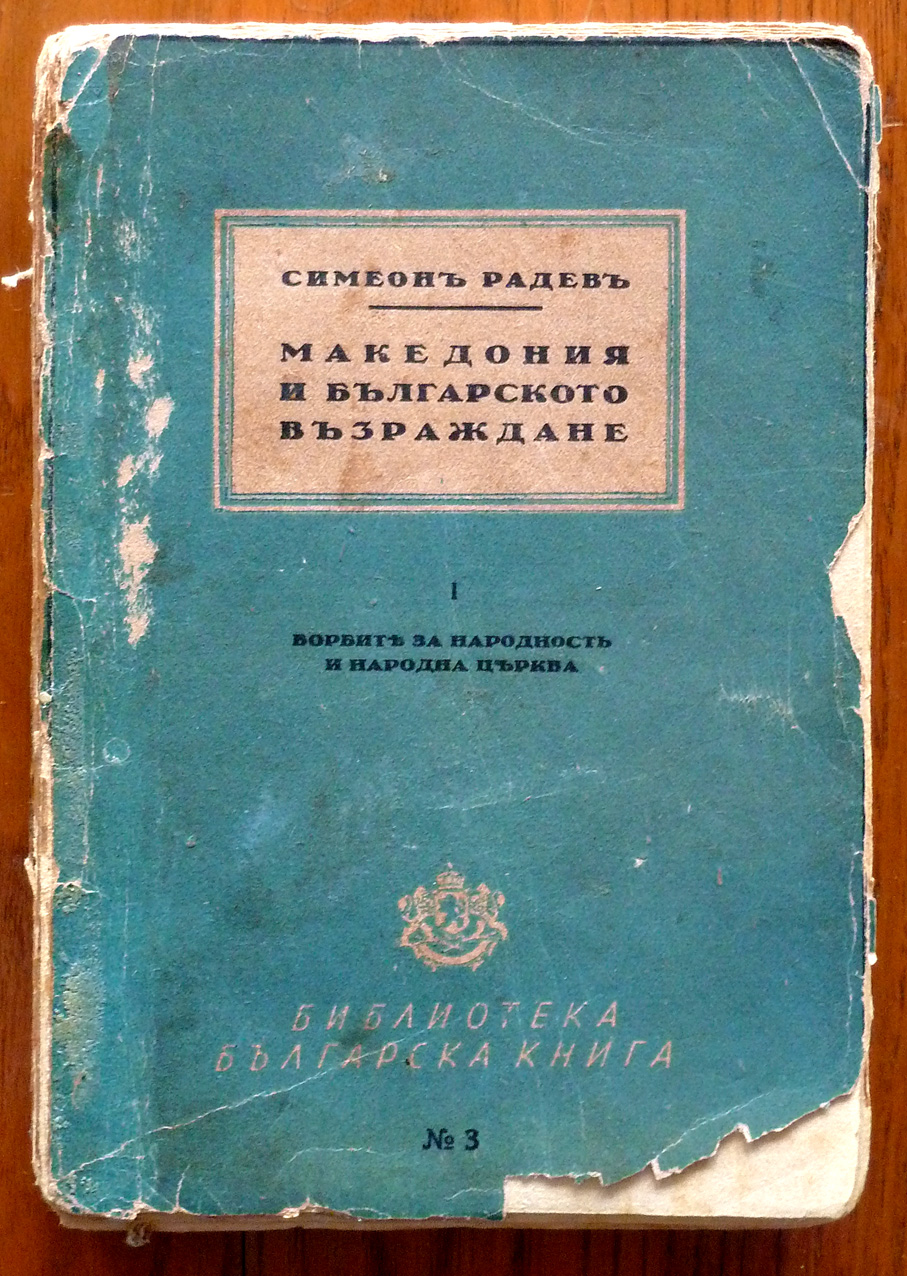 СИМЕОНЪ РАДЕВЪ
МАКЕДОНИЯ
И БЪЛГАРСКОТО
ВЪЗРАЖДАНЕ
I
БОРБИТѢ ЗА НАРОДНОСТЬ
И НАРОДНА ЦЪРКВА
БИБЛИОТЕКА
БЪЛГАРСКА КНИГА
№ 3